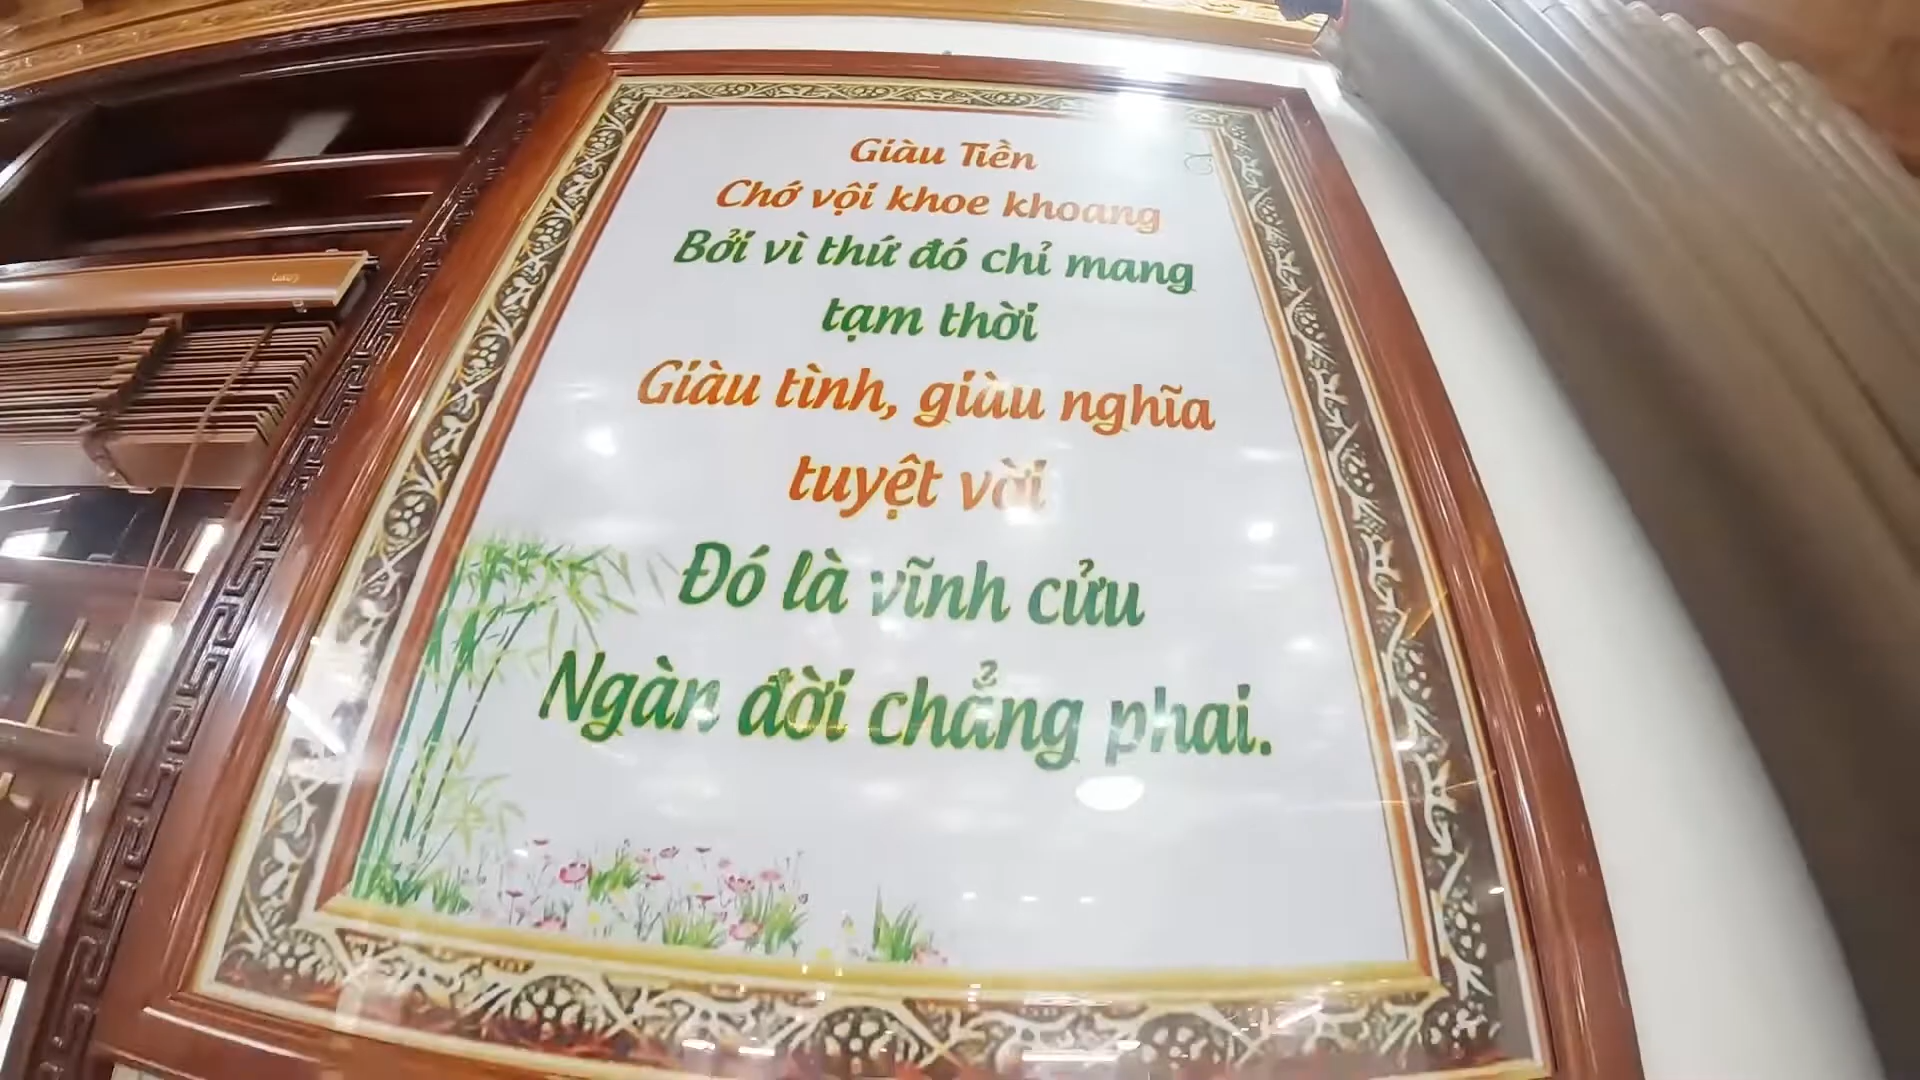 Giàu Tiền
Chớ vội khoe khoang
Bởi vì thứ đó chỉ mang
tạm thời
Giàu tình, giàu nghĩa
tuyệt vời
Đó là vĩnh cửu
Ngàn đời chẳng phai.
Luxury